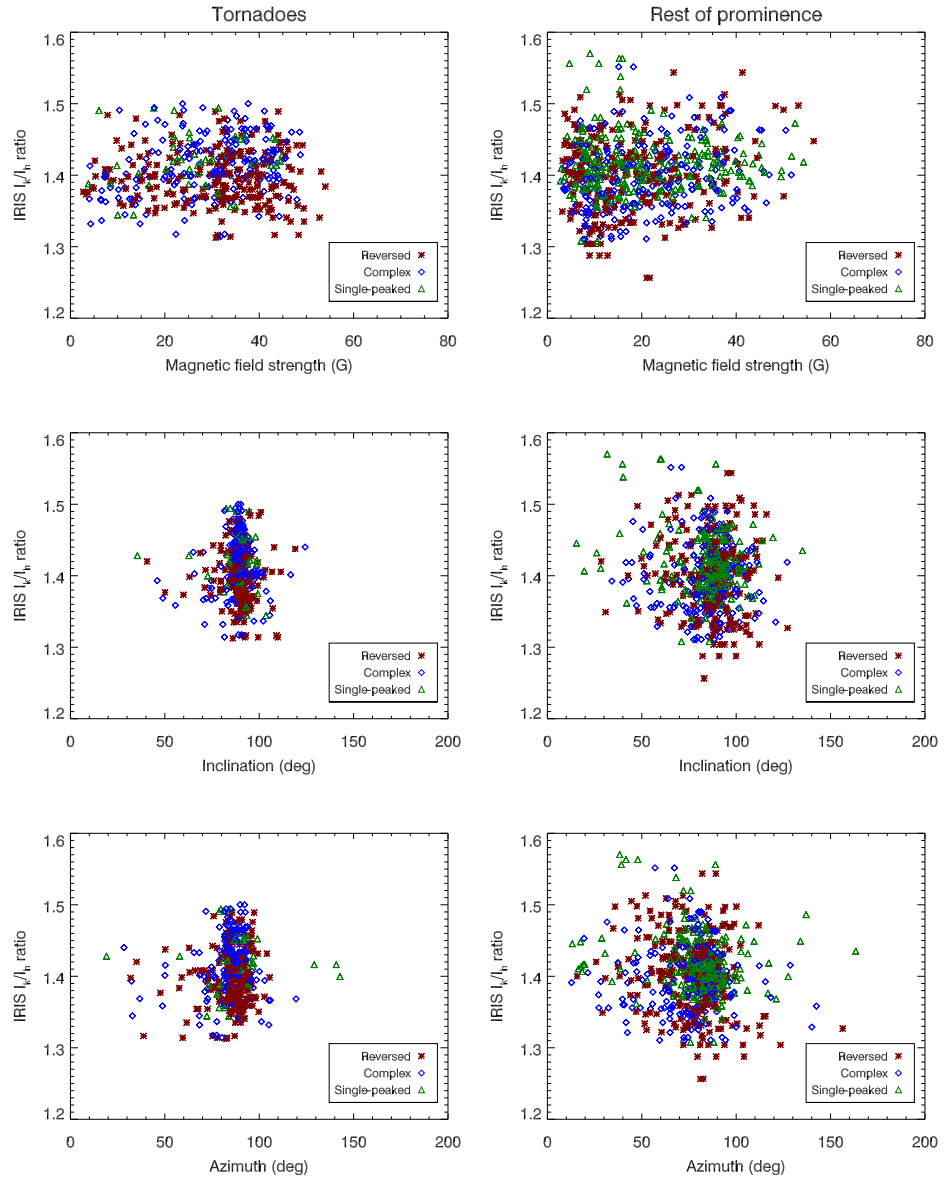 Tornadoes Rest of prominence
1.6 1.6
1.5 1.5
1.4 1.4
1.3 1.3
1.2 1.2
IRIS Ik/Ih ratio IRIS Ik/Ih ratio
Reversed Reversed
Complex Complex
Single-peaked Single-peaked
0 20 40 60 80 0 20 40 60 80
Magnetic field strength (G) Magnetic field strength (G)
1.6 1.6
1.5 1.5
1.4 1.4
1.3 1.3
1.2 1.2
IRIS Ik/Ih ratio IRIS Ik/Ih ratio
Reversed Reversed
Complex Complex
Single-peaked Single-peaked
0 50 100 150 200 0 50 100 150 200
Inclination (deg) Inclination (deg)
1.6 1.6
1.5 1.5
1.4 1.4
1.3 1.3
1.2 1.2
IRIS Ik/Ih ratio IRIS Ik/Ih ratio
Reversed Reversed
Complex Complex
Single-peaked Single-peaked
0 50 100 150 200 0 50 100 150 200
Azimuth (deg) Azimuth (deg)